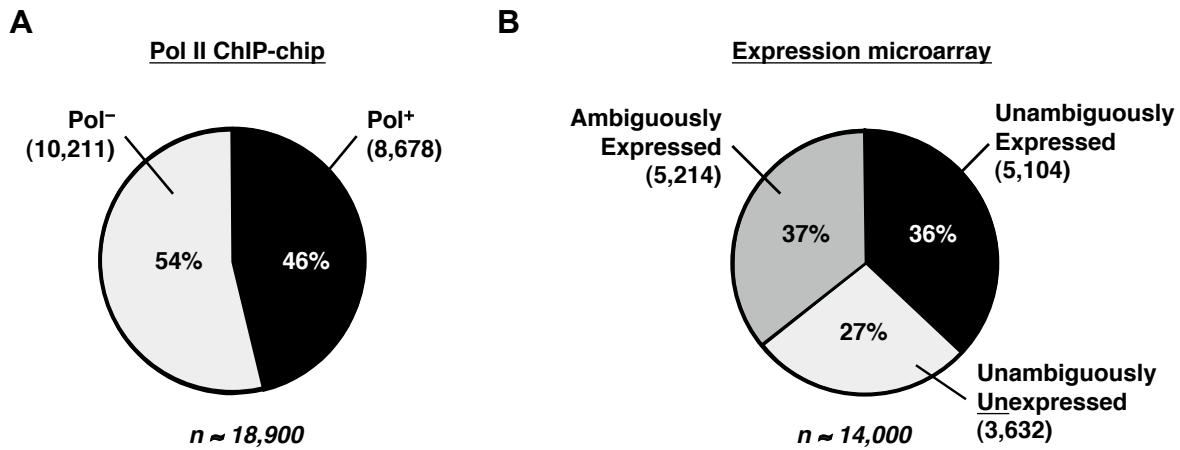 A
Pol II ChIP-chip
Pol⁻
(10,211)
Pol⁺
(8,678)
54%
46%
n ≈ 18,900
B
Expression microarray
Ambiguously
Expressed
(5,214)
Unambiguously
Expressed
(5,104)
37%
36%
27%
Unambiguously
Unexpressed
(3,632)
n ≈ 14,000